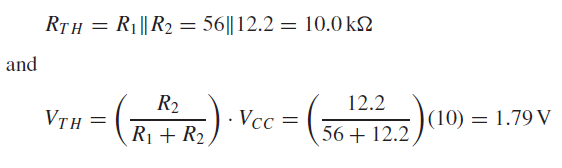 R_{TH} = R_1 \| R_2 = 56 \| 12.2 = 10.0 kΩ
and
V_{TH} = \left( \frac{R_2}{R_1 + R_2} \right) \cdot V_{CC} = \left( \frac{12.2}{56 + 12.2} \right) (10) = 1.79 V